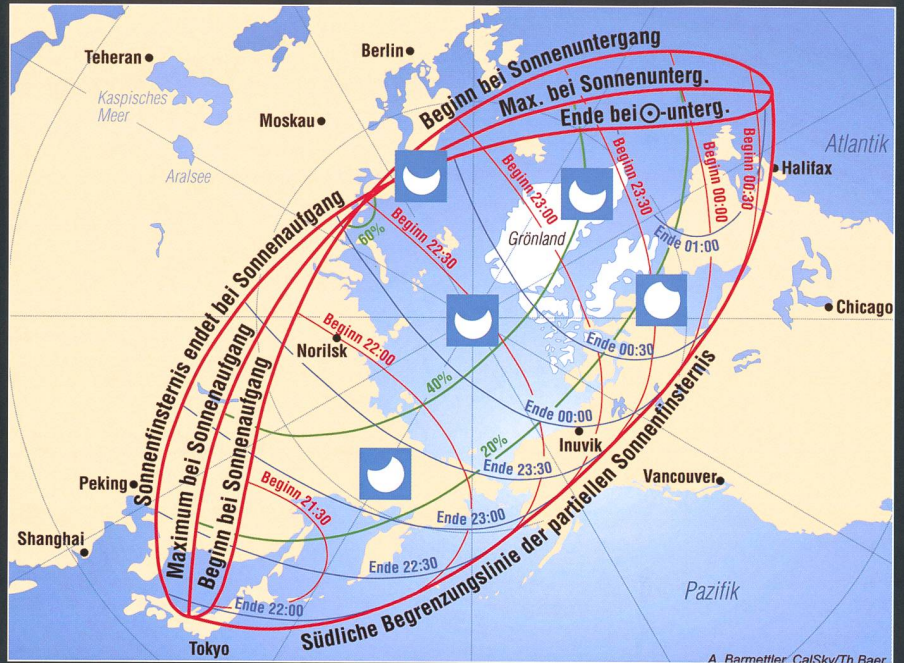 Teheran
Berlin
Kaspisches
Meer
Moskau
Aralsee
Beginn bei Sonnenuntergang
Max. bei Sonnenunterg.
Ende bei ⊙-unterg.
Atlantik
Halifax
Beginn 23:00
Beginn 23:30
Beginn 00:00
Beginn 00:30
Grönland
60%
Beginn 22:30
Ende 01:00
Sonnenfinsternis endet bei Sonnenaufgang
Maximum bei Sonnenaufgang
Beginn bei Sonnenaufgang
Chicago
Beginn 22:00
Norilsk
Ende 00:30
40%
Ende 00:00
20%
Inuvik
Ende 23:30
Vancouver
Peking
Beginn 21:30
Ende 23:00
Shanghai
Ende 22:30
Ende 22:00
Südliche Begrenzungslinie der partiellen Sonnenfinsternis
Pazifik
Tokyo
A. Barmettler, CalSky/Th.Baer